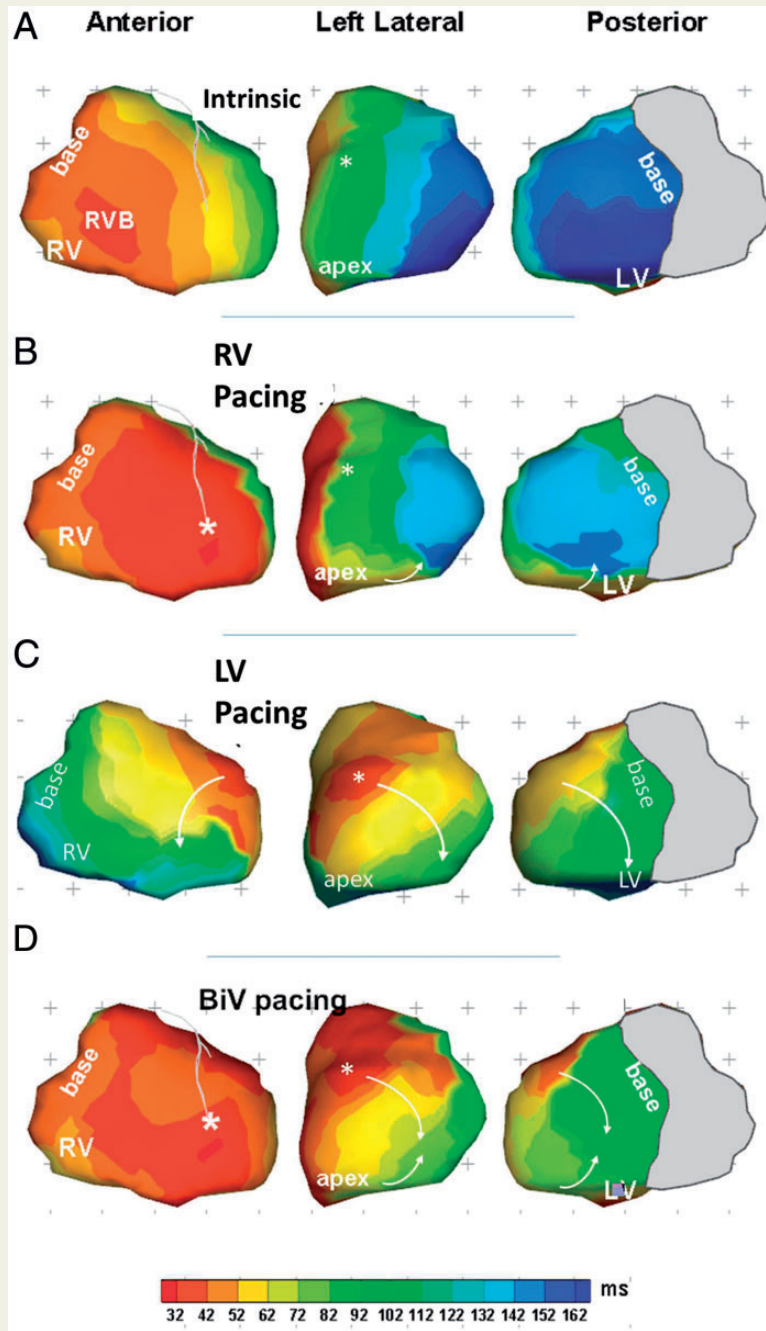 A
Anterior Left Lateral Posterior
Intrinsic
base
RVB
RV
*
apex
base
LV
B
RV
Pacing
base
RV
*
*
apex
base
LV
C
LV
Pacing
base
RV
*
apex
base
LV
D
BiV pacing
base
RV
*
*
apex
base
LV
ms
32 42 52 62 72 82 92 102 112 122 132 142 152 162